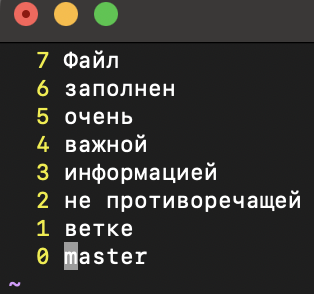 7 Файл
6 заполнен
5 очень
4 важной
3 информацией
2 не противоречащей
1 ветке
0 master
~